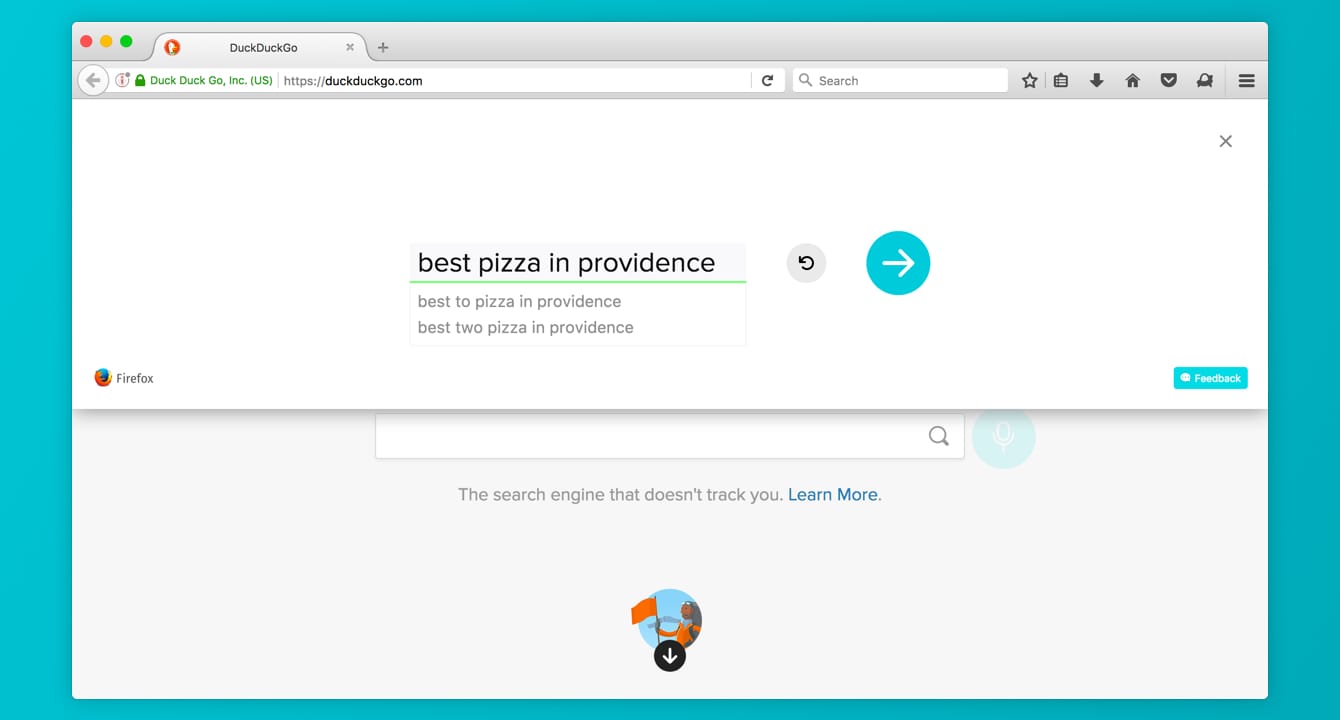 DuckDuckGo
Duck Duck Go, Inc. (US)
https://duckduckgo.com
Search
best pizza in providence
best to pizza in providence
best two pizza in providence
Firefox
Feedback
The search engine that doesn't track you. Learn More.